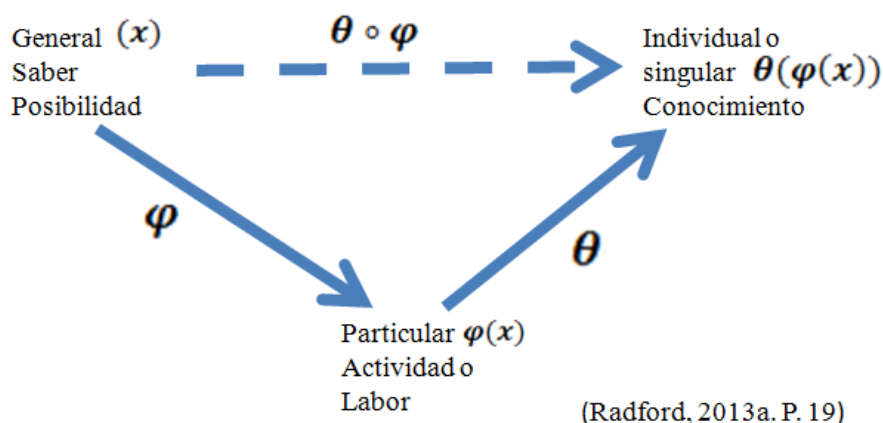 General (x)
Saber
Posibilidad
θ ∘ φ
Individual o
singular θ(φ(x))
Conocimiento
φ
θ
Particular φ(x)
Actividad o
Labor
(Radford, 2013a. P. 19)